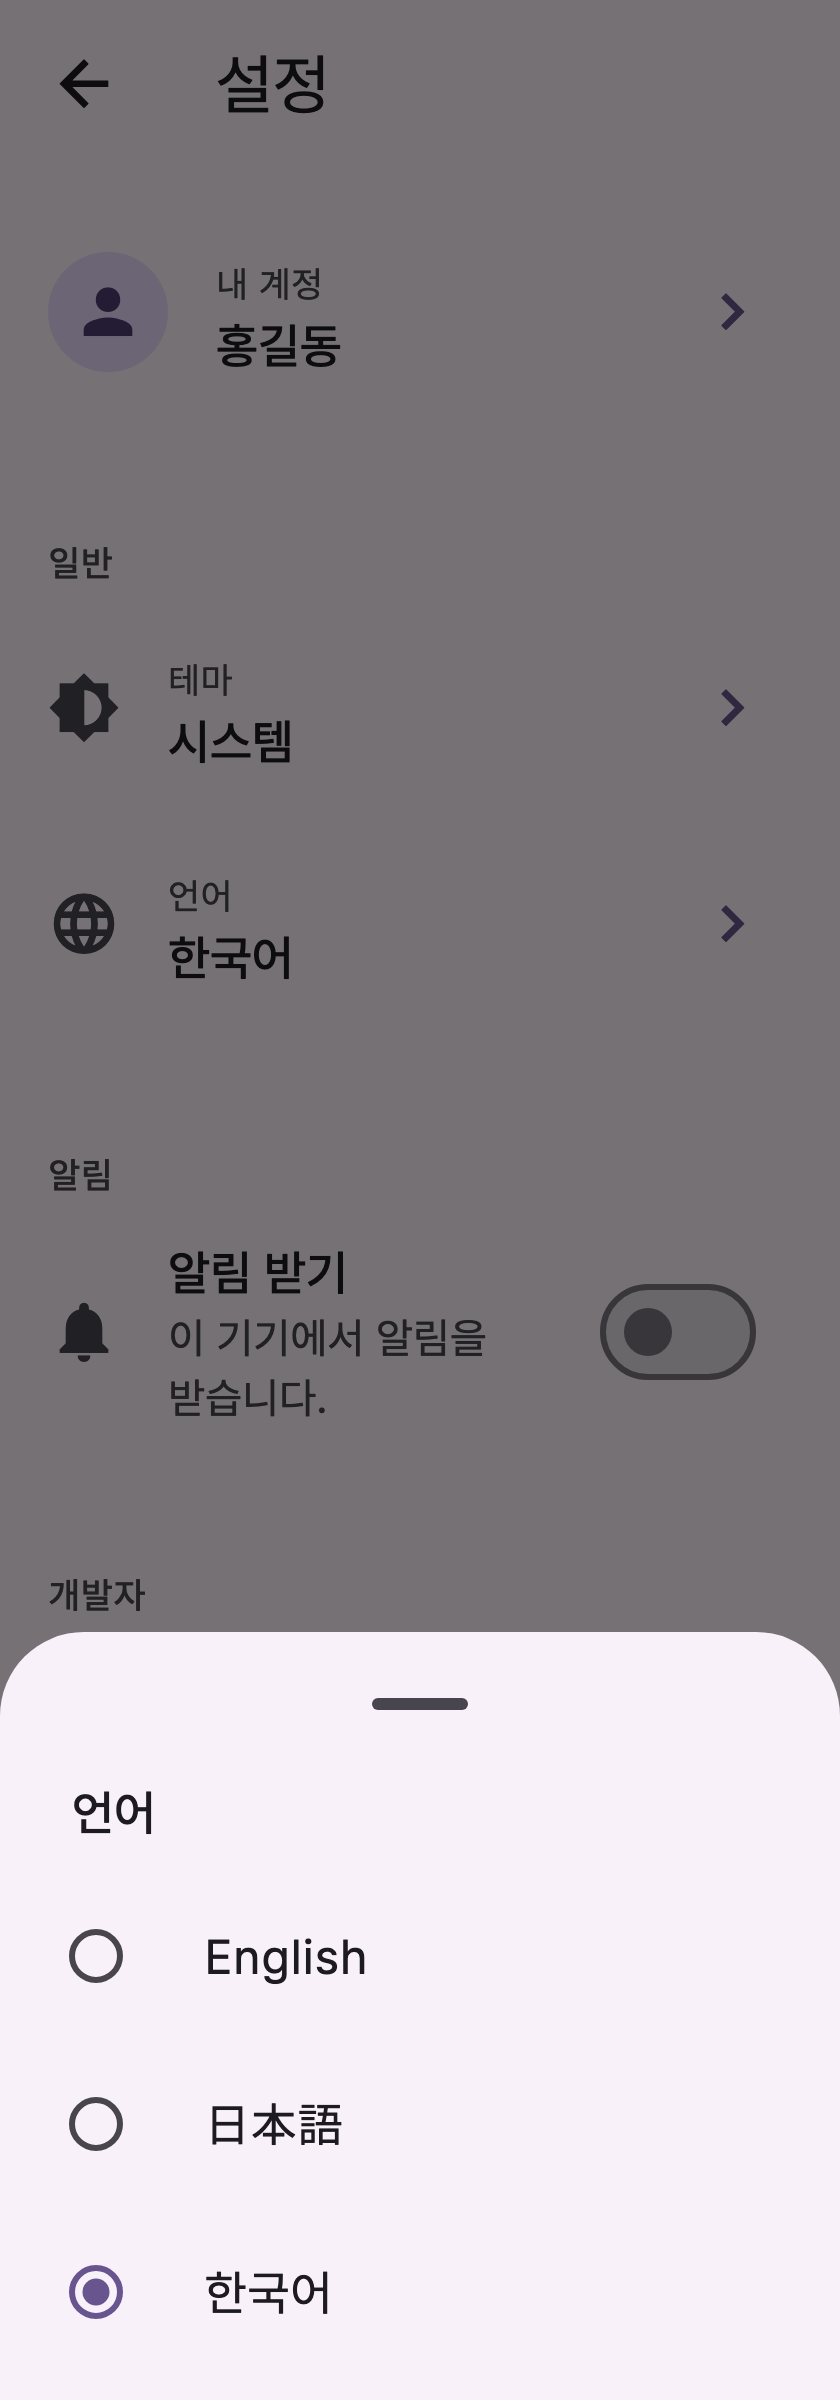 설정
내 계정
홍길동
일반
테마
시스템
언어
한국어
알림
알림 받기
이 기기에서 알림을
받습니다.
개발자
언어
English
日本語
한국어